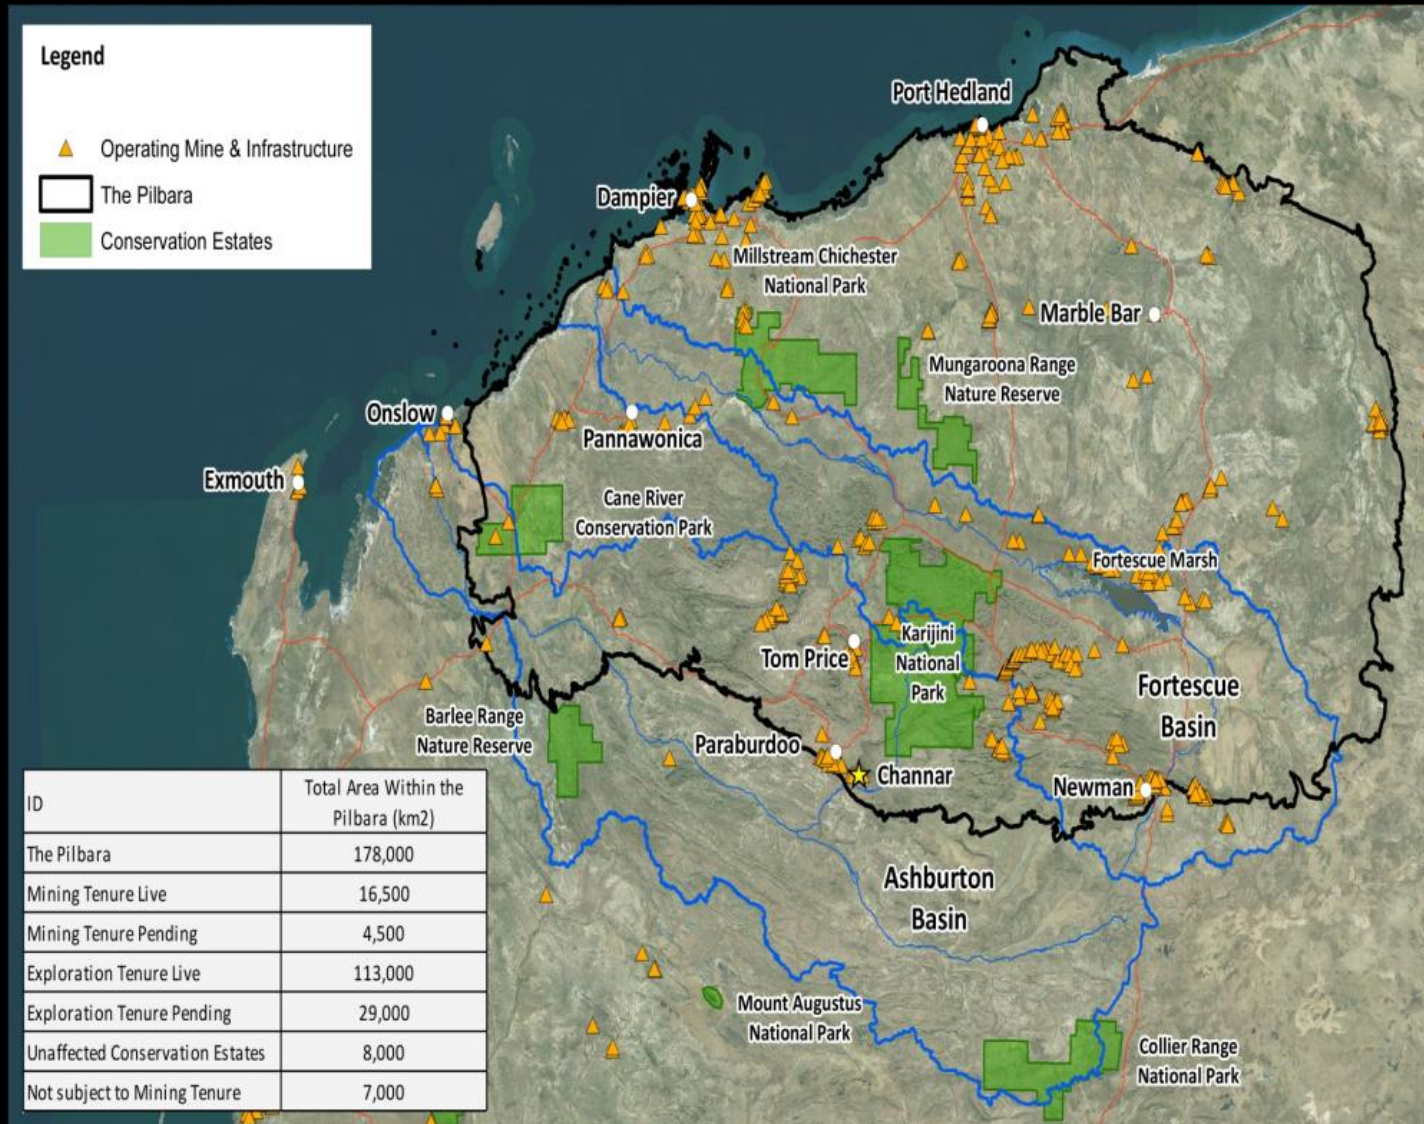 Legend
Operating Mine & Infrastructure
The Pilbara
Conservation Estates
Port Hedland
Dampier
Millstream Chichester
National Park
Marble Bar
Mungaroona Range
Nature Reserve
Onslow
Pannawonica
Exmouth
Cane River
Conservation Park
Fortescue Marsh
Karijini
National
Park
Tom Price
Fortescue
Basin
Barlee Range
Nature Reserve
Paraburdoo
Channar
Newman
Ashburton
Basin
Mount Augustus
National Park
Collier Range
National Park
ID Total Area Within the
Pilbara (km2)
The Pilbara 178,000
Mining Tenure Live 16,500
Mining Tenure Pending 4,500
Exploration Tenure Live 113,000
Exploration Tenure Pending 29,000
Unaffected Conservation Estates 8,000
Not subject to Mining Tenure 7,000